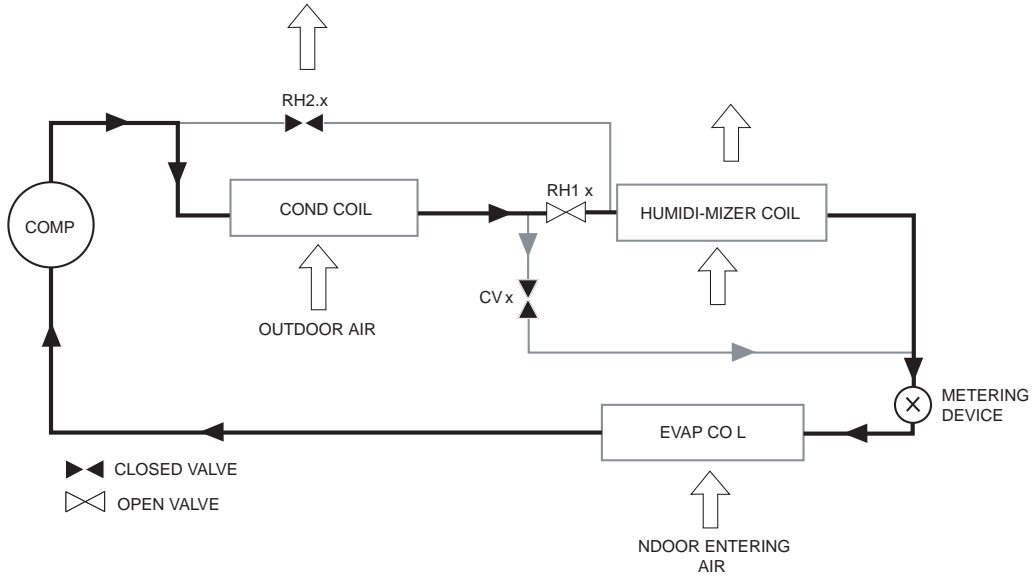 RH2.x
RH1 x
COND COIL
HUMIDI-MIZER COIL
COMP
CV x
OUTDOOR AIR
METERING
DEVICE
EVAP CO L
CLOSED VALVE
OPEN VALVE
NDOOR ENTERING
AIR